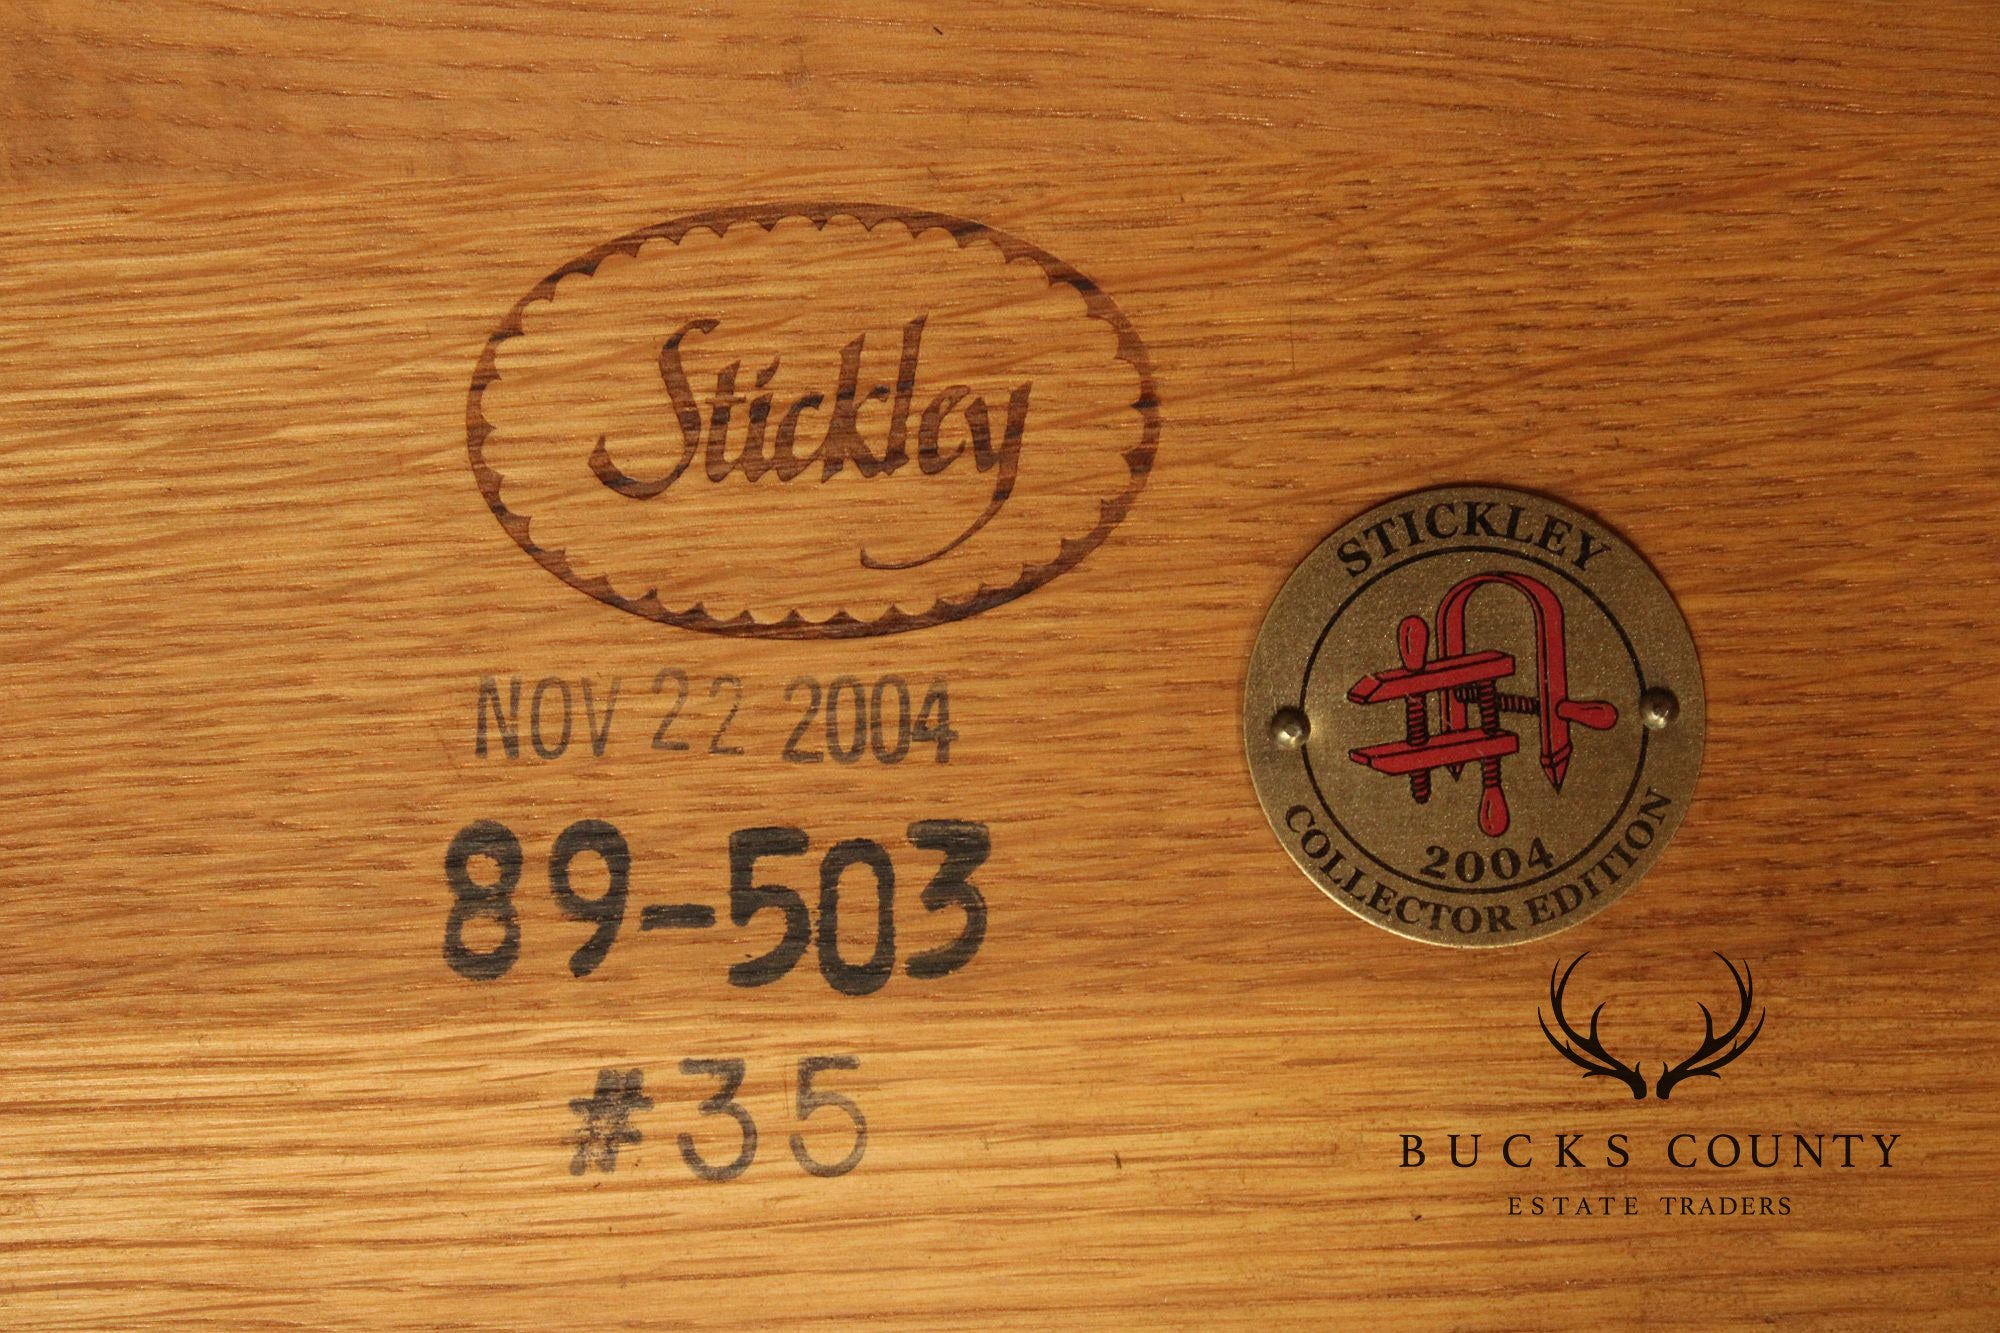 Stickley
NOV 22 2004
89-503
#35
STICKLEY
2004
COLLECTOR EDITION
BUCKS COUNTY
ESTATE TRADERS